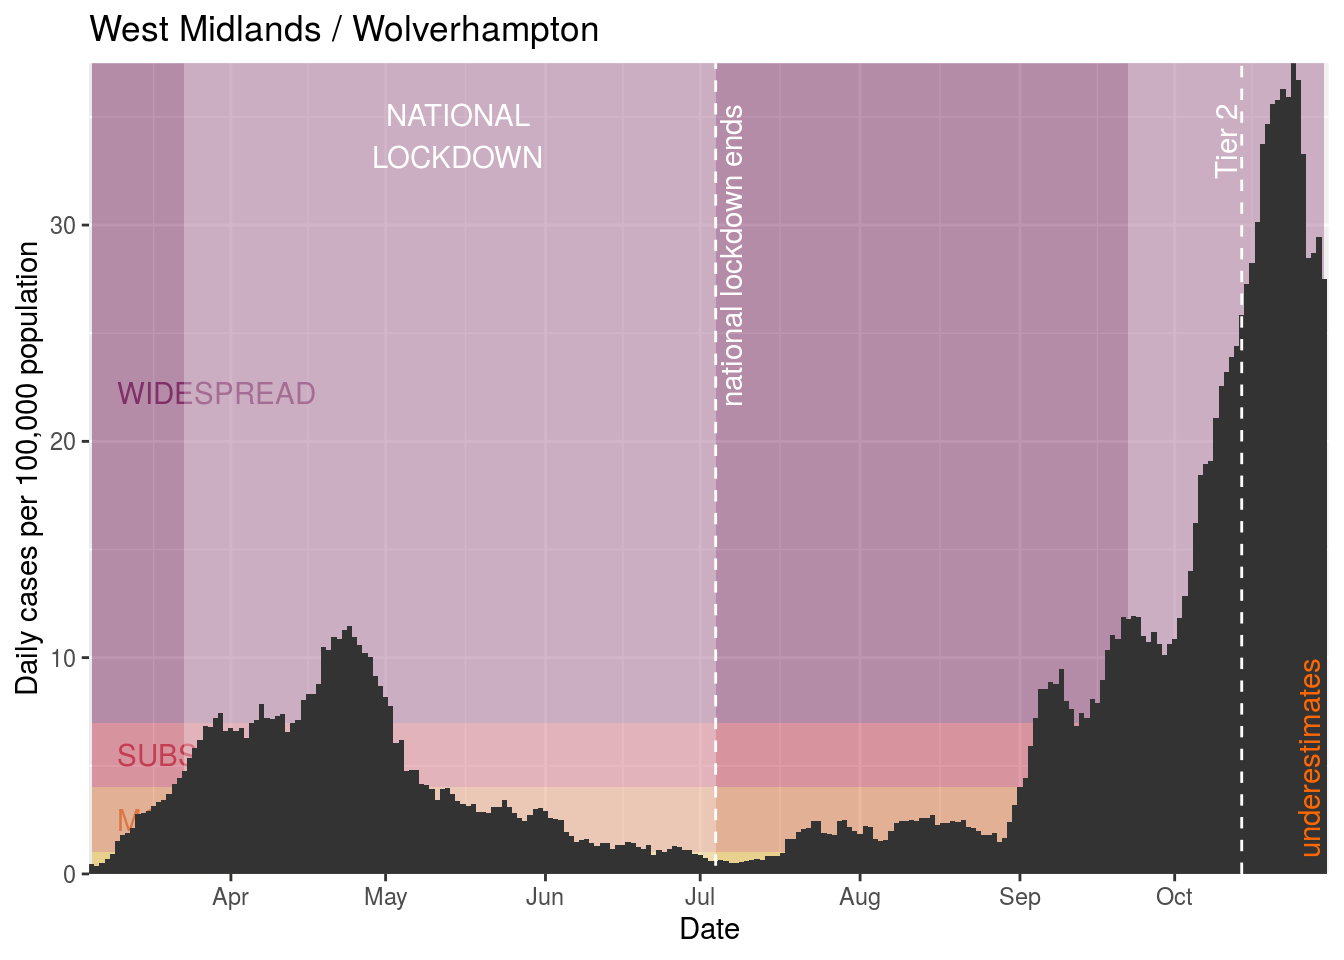 West Midlands / Wolverhampton
NATIONAL
LOCKDOWN
national lockdown ends
Tier 2
WIDESPREAD
SUBS
M
underestimates
Daily cases per 100,000 population
30
20
10
0
Apr
May
Jun
Jul
Aug
Sep
Oct
Date